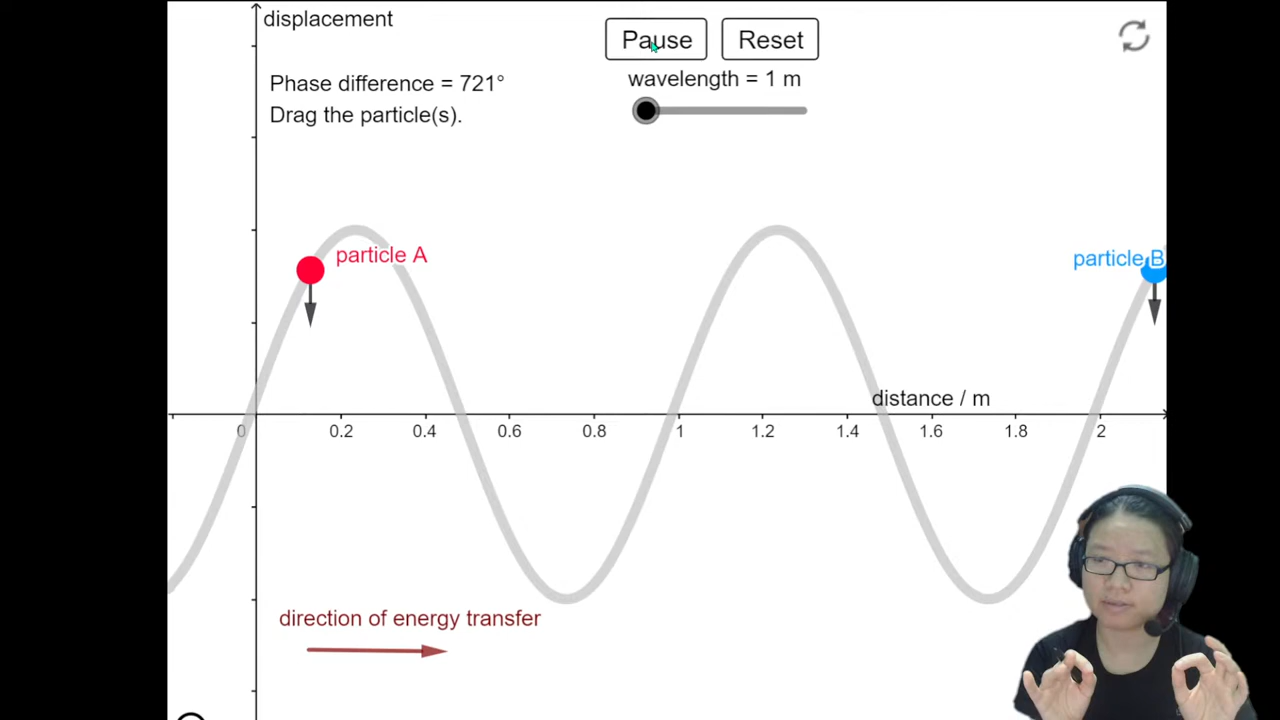 displacement
Pause
Reset
Phase difference = 721°
wavelength = 1 m
Drag the particle(s).
particle A
particle B
distance / m
0
0.2
0.4
0.6
0.8
1
1.2
1.4
1.6
1.8
2
direction of energy transfer